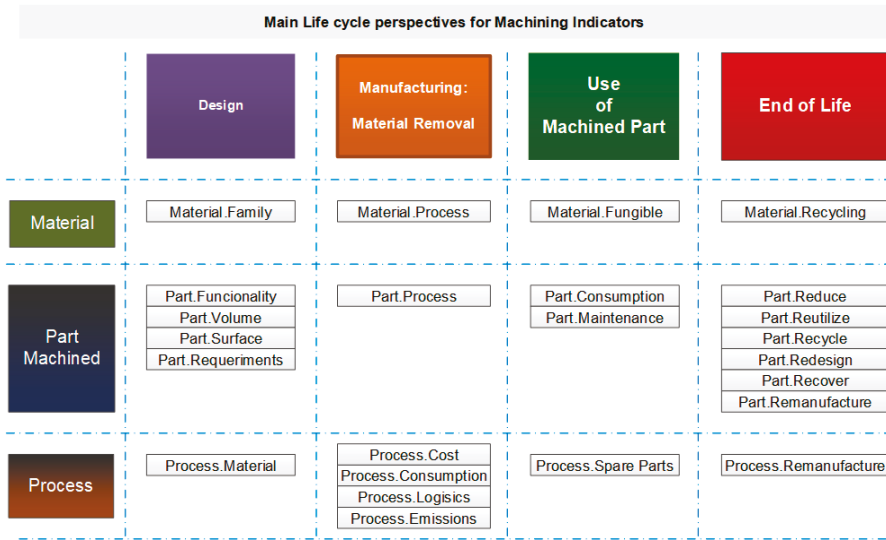 Main Life cycle perspectives for Machining Indicators
Design
Manufacturing:
Material Removal
Use
of
Machined Part
End of Life
Material
Material.Family
Material.Process
Material.Fungible
Material.Recycling
Part
Machined
Part.Funcionality
Part.Volume
Part.Surface
Part.Requeriments
Part.Process
Part.Consumption
Part.Maintenance
Part.Reduce
Part.Reutilize
Part.Recycle
Part.Redesign
Part.Recover
Part.Remanufacture
Process
Process.Material
Process.Cost
Process.Consumption
Process.Logisics
Process.Emissions
Process.Spare Parts
Process.Remanufacture